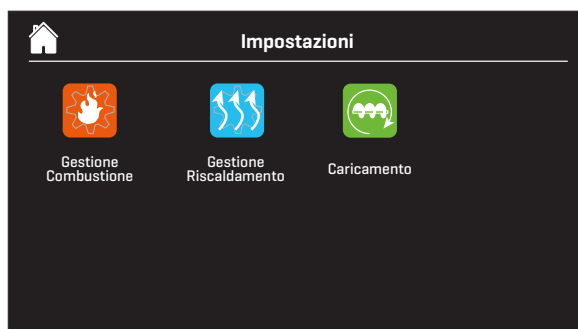 Impostazioni
Gestione
Combustione
Gestione
Riscaldamento
Caricamento